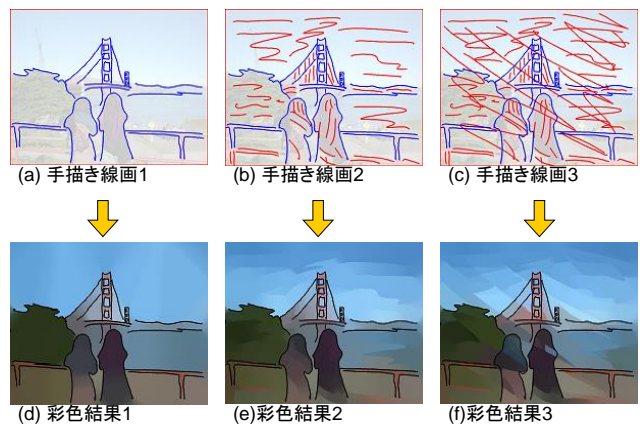 (a) 手描き線画1
(b) 手描き線画2
(c) 手描き線画3
(d) 彩色結果1
(e)彩色結果2
(f)彩色結果3